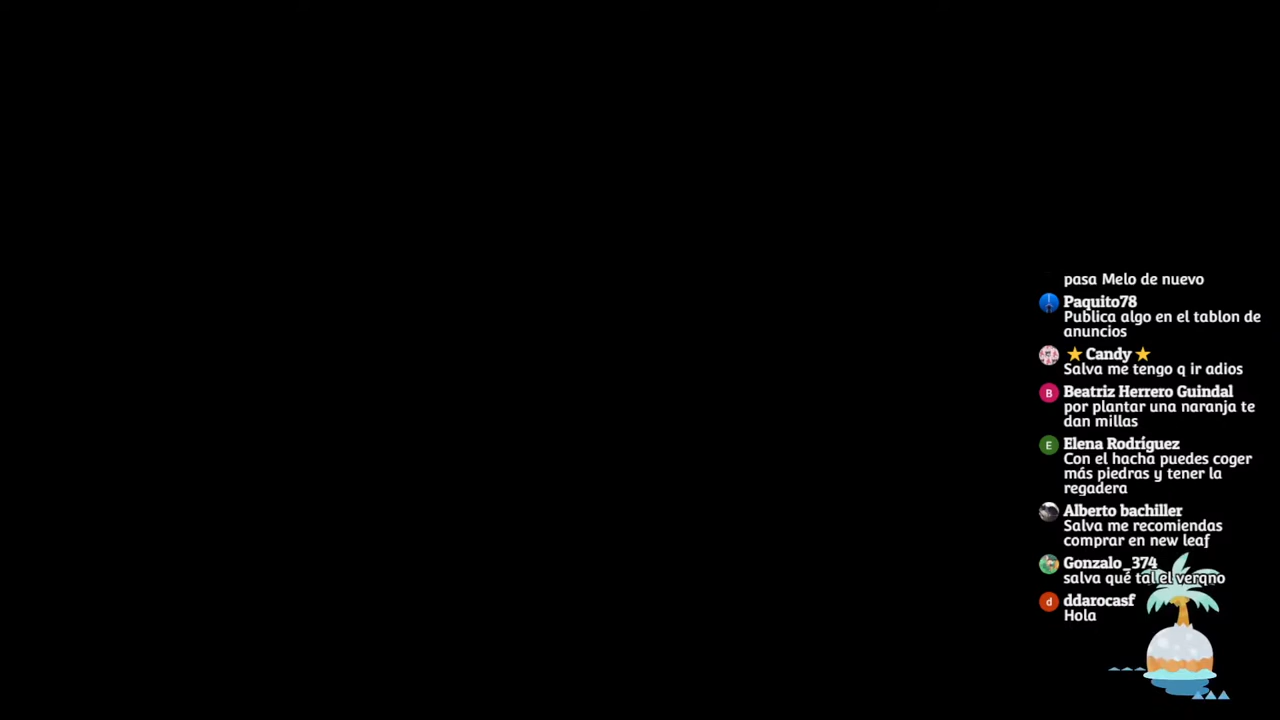 pasa Melo de nuevo
Paquito78
Publica algo en el tablon de
anuncios
⭐Candy⭐
Salva me tengo q ir adios
B Beatriz Herrero Guindal
por plantar una naranja te
dan millas
E Elena Rodríguez
Con el hacha puedes coger
más piedras y tener la
regadera
Alberto bachiller
Salva me recomiendas
comprar en new leaf
Gonzalo_374
salva qué tal el verano
d ddarocasf
Hola